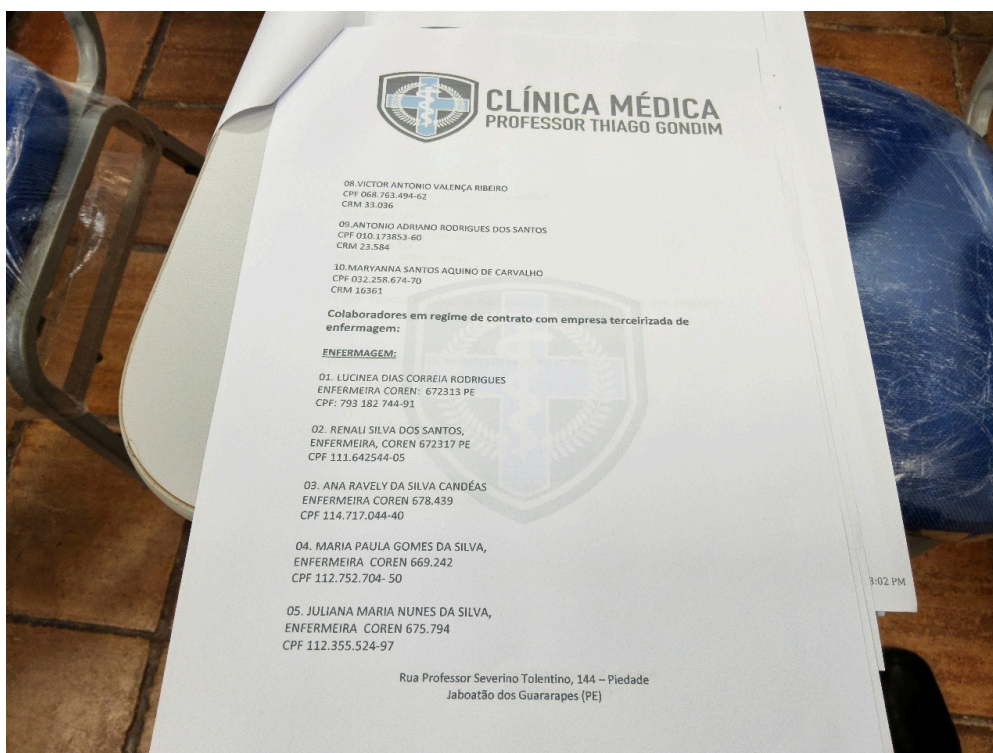 CLÍNICA MÉDICA
PROFESSOR THIAGO GONDIM
08.VICTOR ANTONIO VALENÇA RIBEIRO
CPF 068.763.494-62
CRM 33.036
09.ANTONIO ADRIANO RODRIGUES DOS SANTOS
CPF 010.173853-60
CRM 23.584
10.MARYANNA SANTOS AQUINO DE CARVALHO
CPF 032.258.674-70
CRM 16361
Colaboradores em regime de contrato com empresa terceirizada de
enfermagem:
ENFERMAGEM:
01. LUCINEA DIAS CORREIA RODRIGUES
ENFERMEIRA COREN: 672313 PE
CPF: 793 182 744-91
02. RENALI SILVA DOS SANTOS,
ENFERMEIRA, COREN 672317 PE
CPF 111.642544-05
03. ANA RAVELY DA SILVA CANDÉAS
ENFERMEIRA COREN 678.439
CPF 114.717.044-40
04. MARIA PAULA GOMES DA SILVA,
ENFERMEIRA COREN 669.242
CPF 112.752.704- 50
05. JULIANA MARIA NUNES DA SILVA,
ENFERMEIRA COREN 675.794
CPF 112.355.524-97
Rua Professor Severino Tolentino, 144 – Piedade
Jaboatão dos Guararapes (PE)
3:02 PM